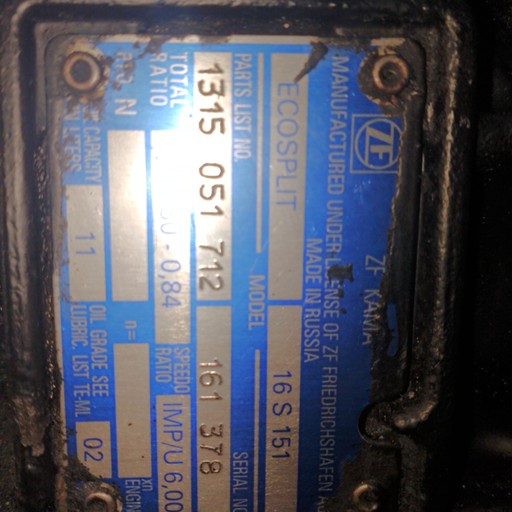 ZF ZF KAMA
MANUFACTURED UNDER LICENSE OF ZF FRIEDRICHSHAFEN
MADE IN RUSSIA
ECOSPLIT 16 S 151
MODEL
PARTS LIST NO. SERIAL
1315 051 712 161 378
TOTAL RATIO 0,84 SPEEDO RATIO IMP/U 6,00
N n= xn
CAPACITY 11 OIL GRADE SEE
LITERS LUBRIC. LIST TE-ML 02